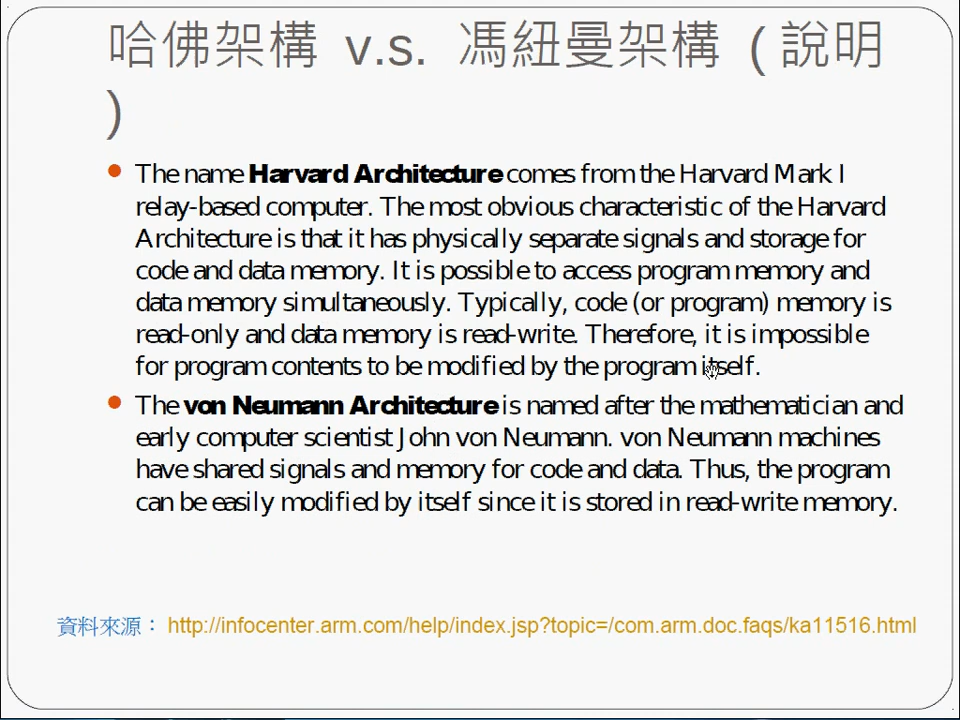 哈佛架構 v.s. 馮紐曼架構 (說明
)
The name Harvard Architecture comes from the Harvard Mark I
relay-based computer. The most obvious characteristic of the Harvard
Architecture is that it has physically separate signals and storage for
code and data memory. It is possible to access program memory and
data memory simultaneously. Typically, code (or program) memory is
read-only and data memory is read-write. Therefore, it is impossible
for program contents to be modified by the program itself.
The von Neumann Architecture is named after the mathematician and
early computer scientist John von Neumann. von Neumann machines
have shared signals and memory for code and data. Thus, the program
can be easily modified by itself since it is stored in read-write memory.
資料來源： http://infocenter.arm.com/help/index.jsp?topic=/com.arm.doc.faqs/ka11516.html